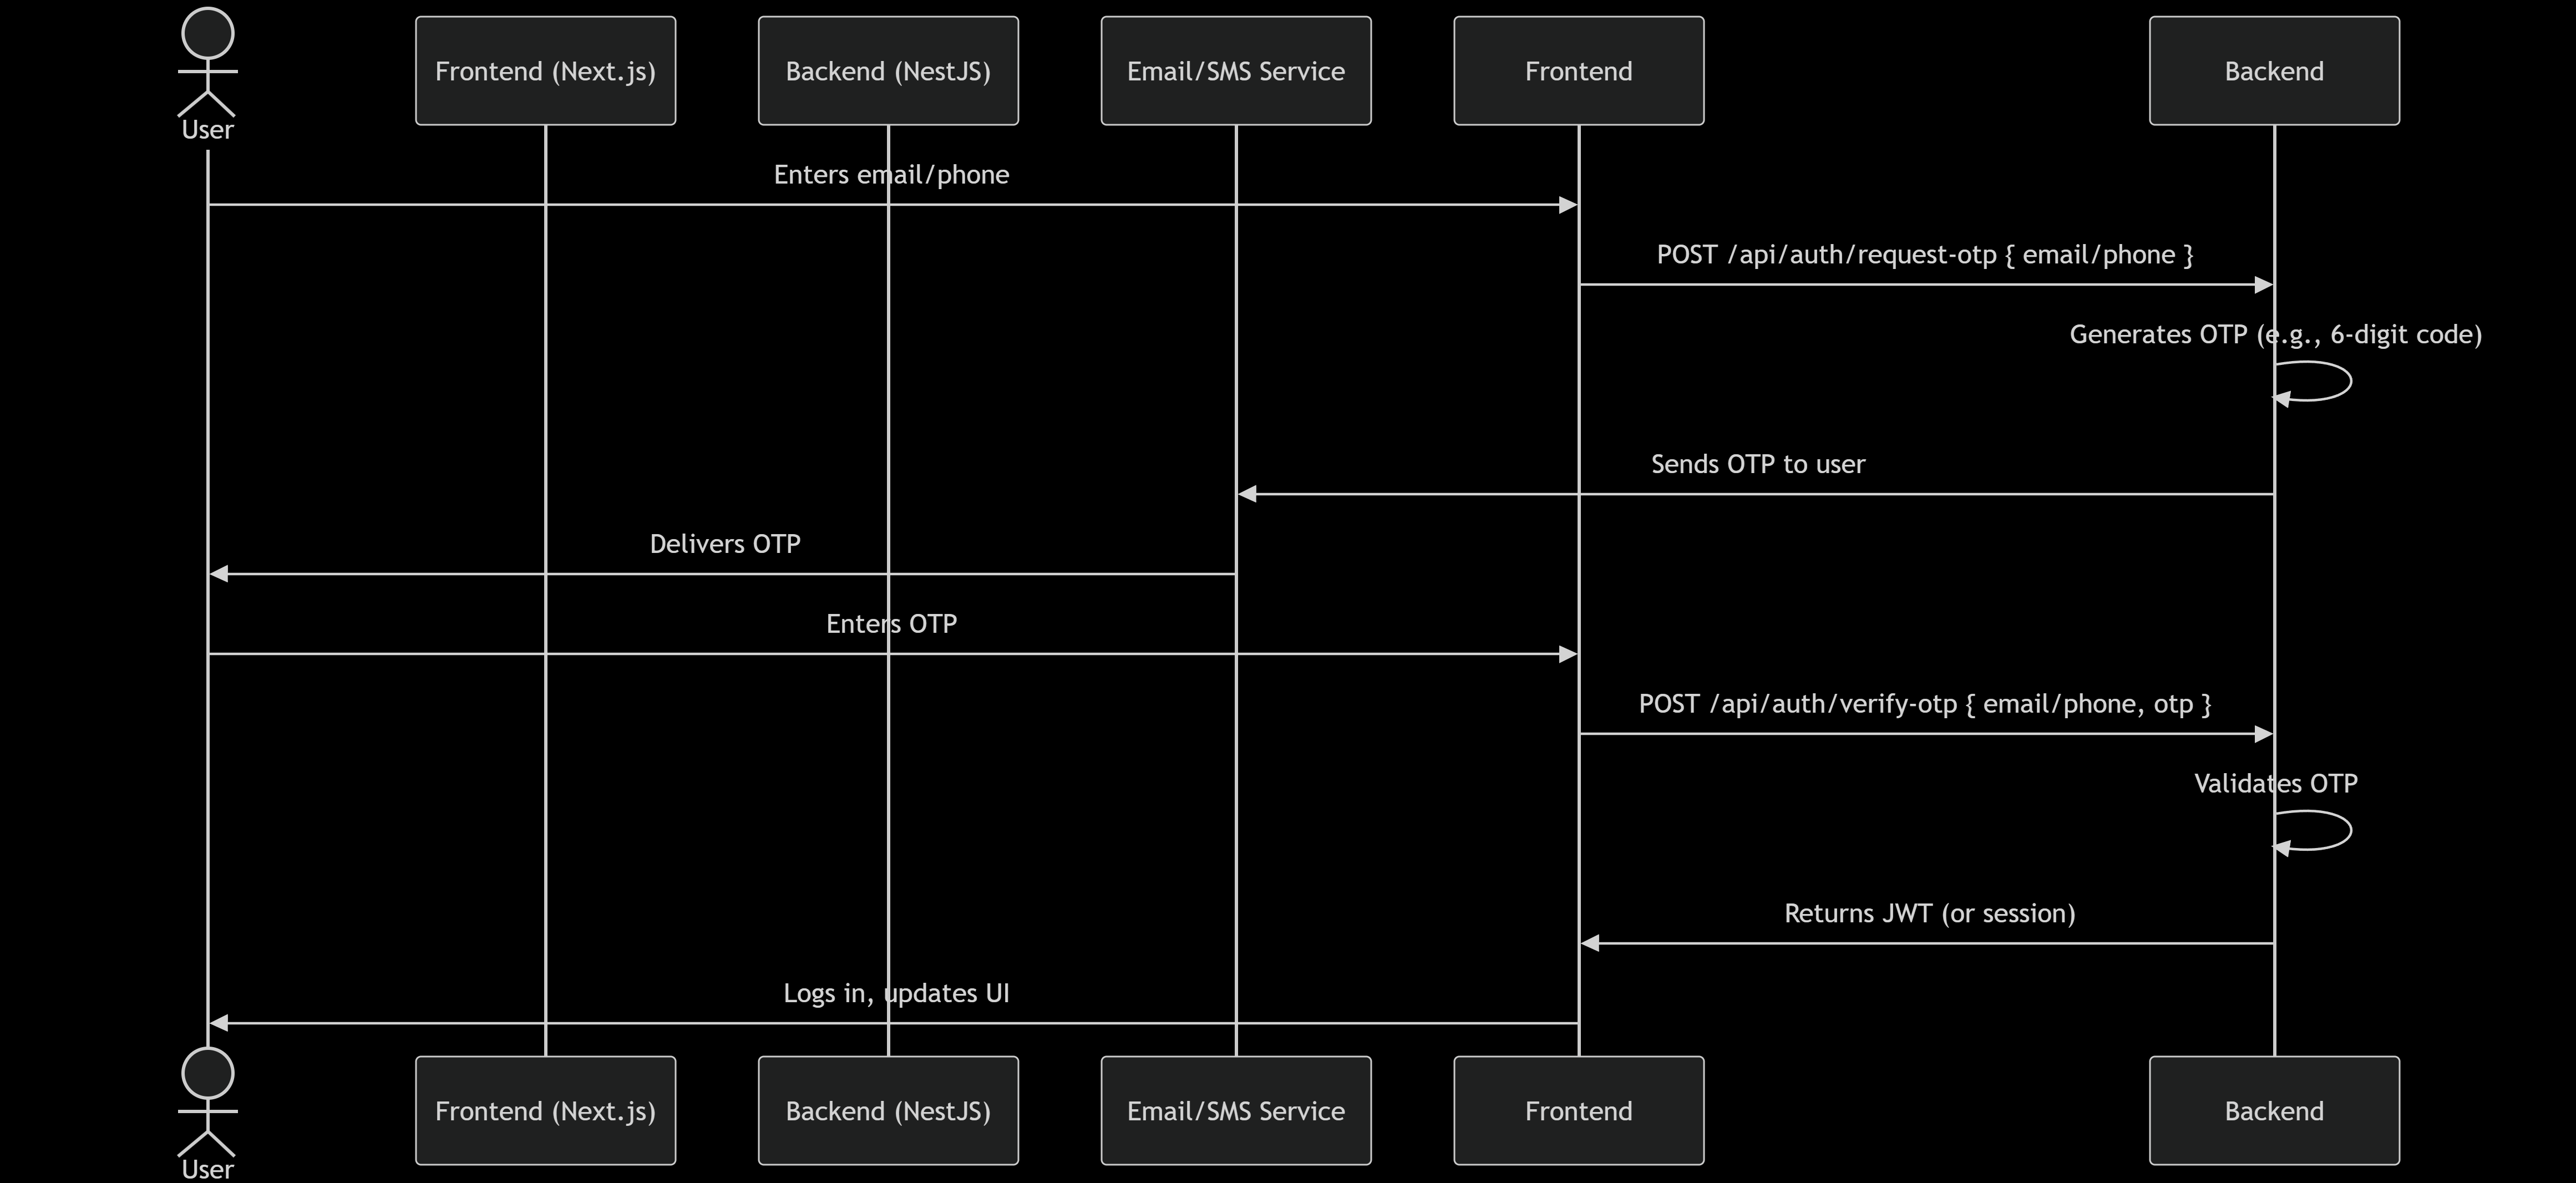 User
Frontend (Next.js)
Backend (NestJS)
Email/SMS Service
Frontend
Backend
Enters email/phone
POST /api/auth/request-otp { email/phone }
Generates OTP (e.g., 6-digit code)
Sends OTP to user
Delivers OTP
Enters OTP
POST /api/auth/verify-otp { email/phone, otp }
Validates OTP
Returns JWT (or session)
Logs in, updates UI
User
Frontend (Next.js)
Backend (NestJS)
Email/SMS Service
Frontend
Backend